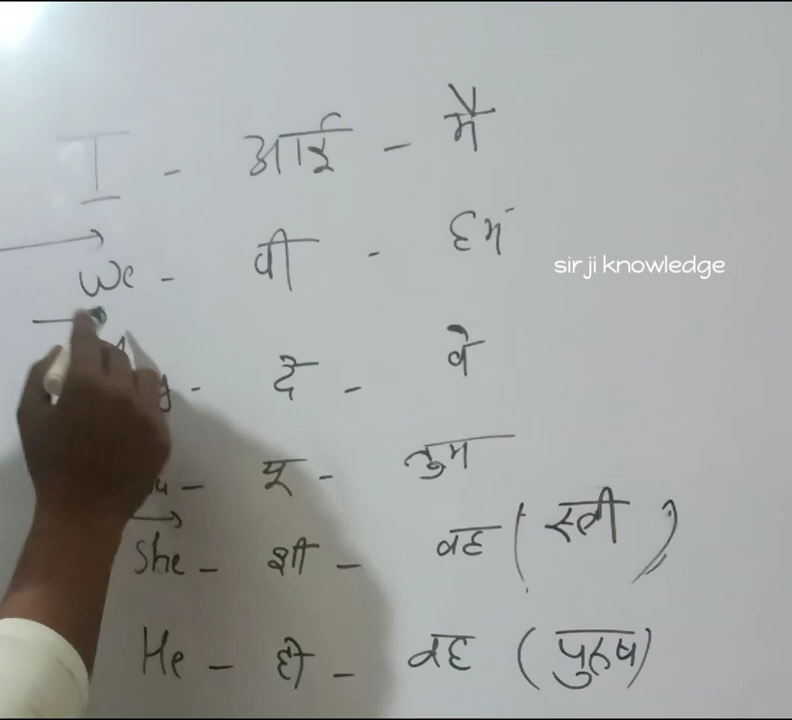 I - आई - मै
We - वी - हम
दे - वे
यू - तुम
sir ji knowledge
She - शी - वह (स्त्री)
He - ही - वह (पुरुष)